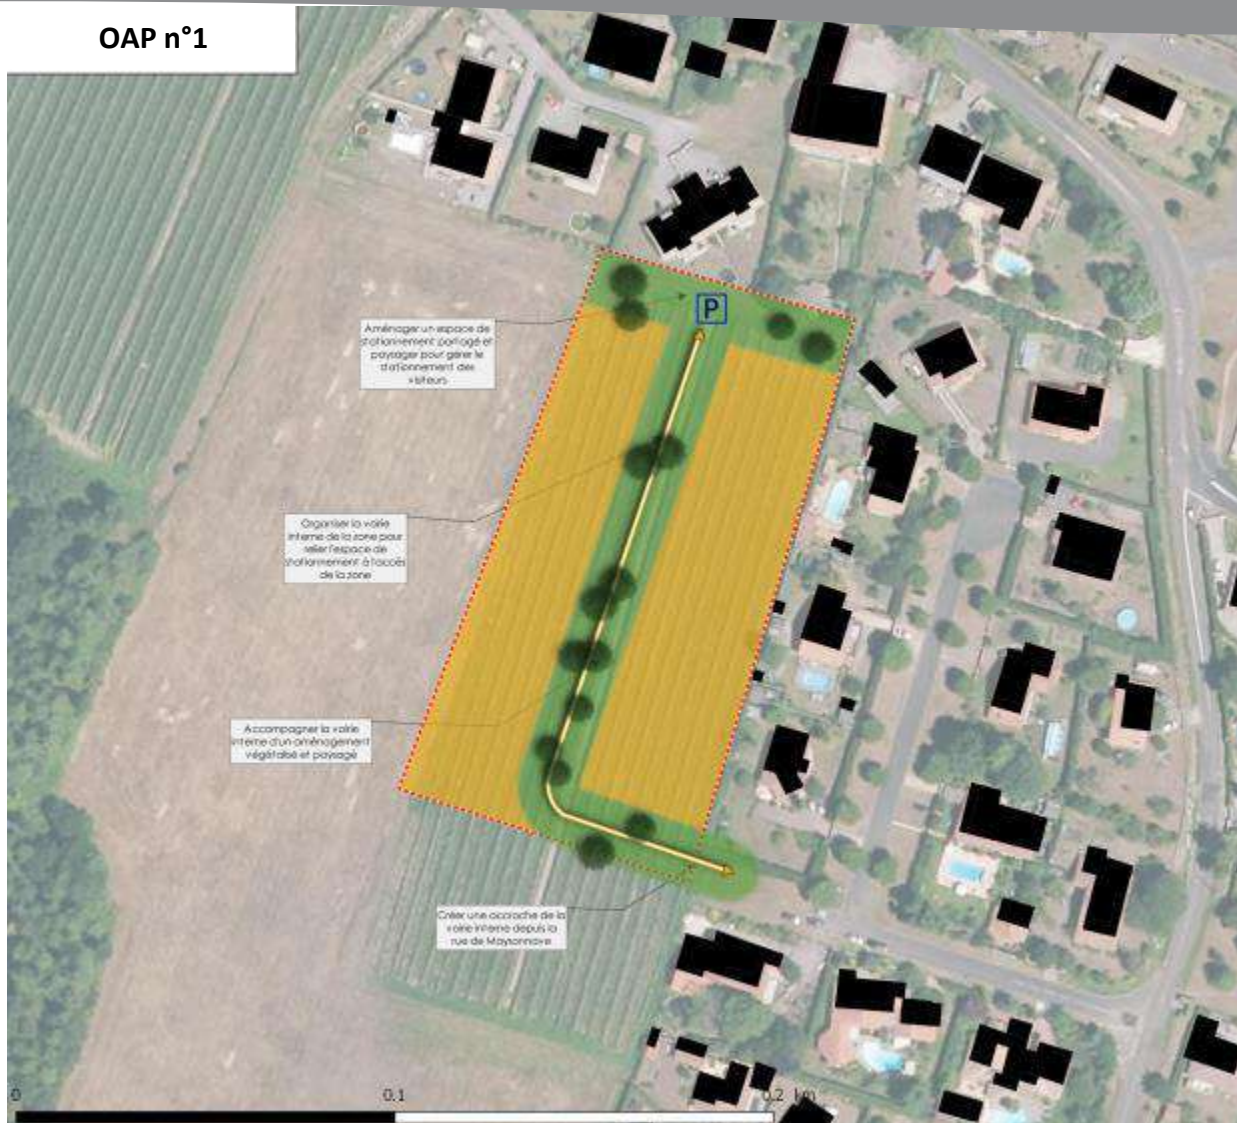 OAP n°1
P
Aménager un espace de
stationnement partagé et
paysager pour gérer le
stationnement des
visiteurs
Organiser la voirie
interne de la zone pour
relier l'espace de
stationnement à l'accès
de la zone
Accompagner la voirie
interne d'un aménagement
végétalisé et paysagé
Créer une accroche de la
voirie interne depuis la
rue de Maysonnave
0 0.1 0.2 km